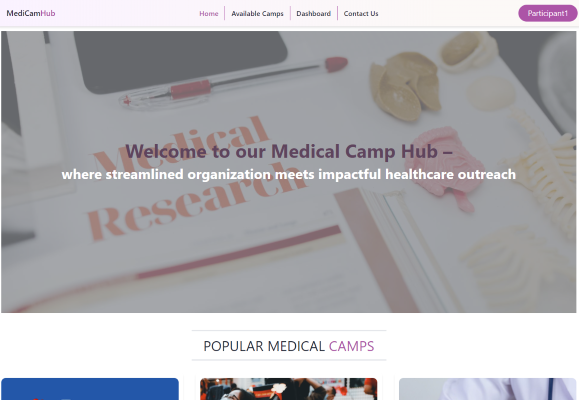 MediCamHub
Home
Available Camps
Dashboard
Contact Us
Participant1
Medical
Research
Welcome to our Medical Camp Hub –
where streamlined organization meets impactful healthcare outreach
POPULAR MEDICAL CAMPS